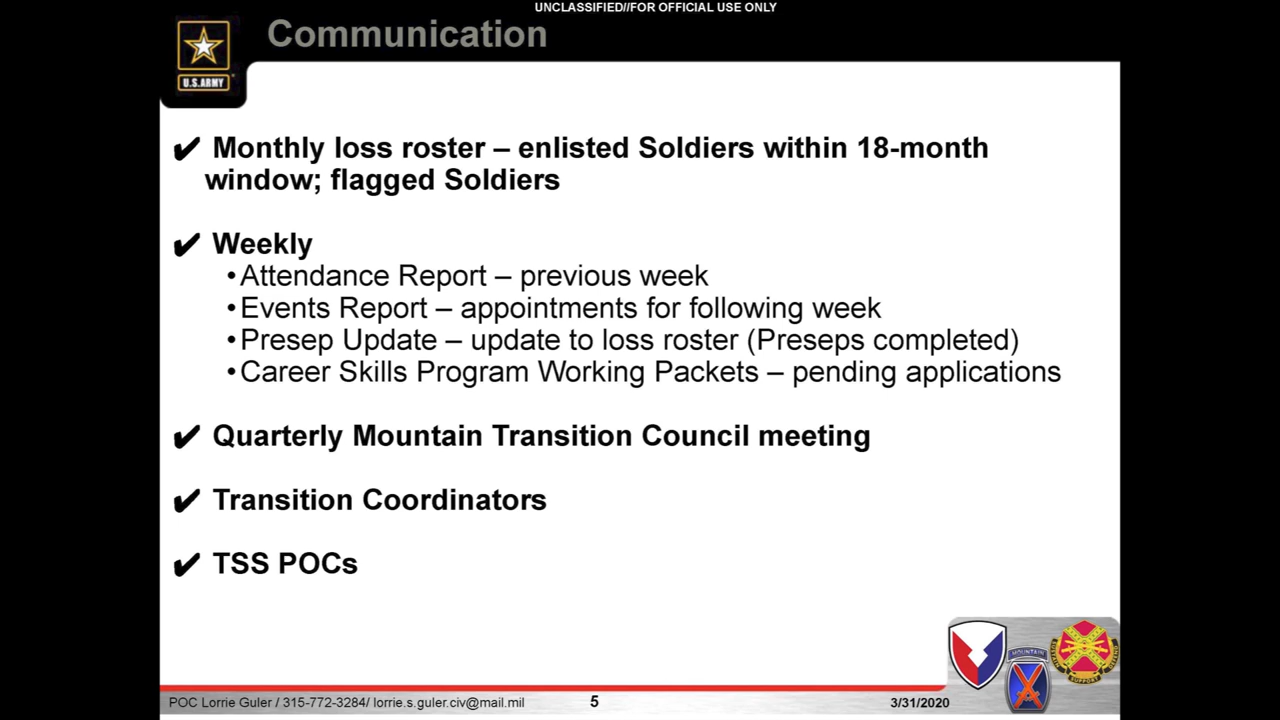 UNCLASSIFIED//FOR OFFICIAL USE ONLY
Communication
U.S.ARMY
✔ Monthly loss roster – enlisted Soldiers within 18-month
window; flagged Soldiers
✔ Weekly
•Attendance Report – previous week
•Events Report – appointments for following week
•Presep Update – update to loss roster (Preseps completed)
•Career Skills Program Working Packets – pending applications
✔ Quarterly Mountain Transition Council meeting
✔ Transition Coordinators
✔ TSS POCs
MOUNTAIN
SUPPORT
POC Lorrie Guler / 315-772-3284/ lorrie.s.guler.civ@mail.mil
5
3/31/2020